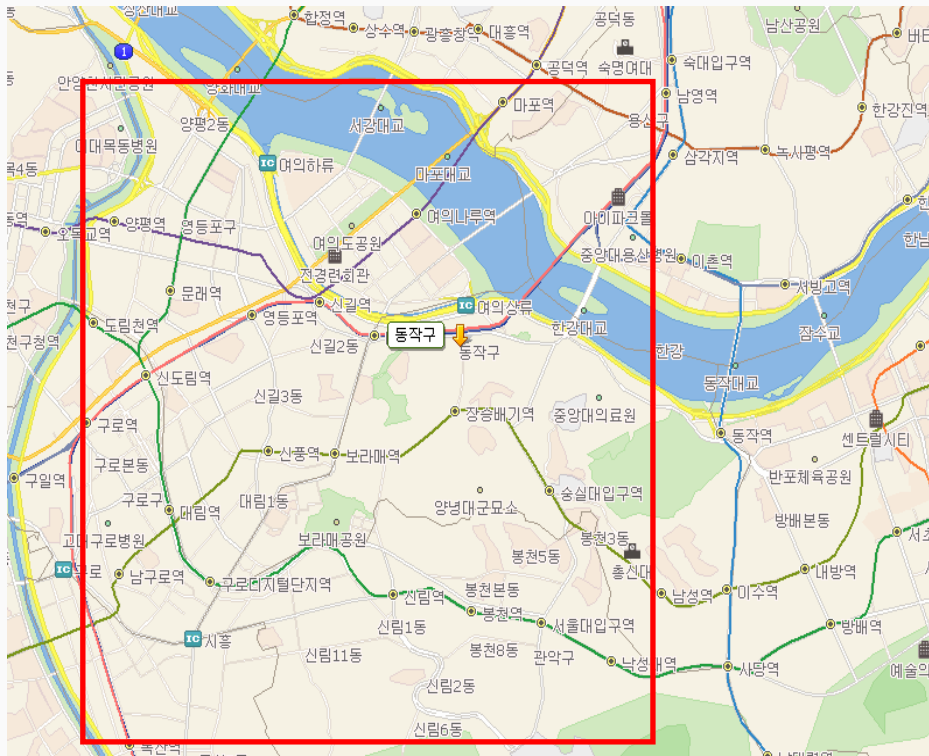 합정역
상수역
광흥창역
대흥역
공덕동
남산공원
1
공덕역
숙명여대
숙대입구역
안양천시민공원
양화대교
마포역
남영역
한강진역
양평2동
서강대교
용산구
이대목동병원
삼각지역
녹사평역
IC 여의하류
마포대교
양평역
영등포구
여의나루역
아이파크몰
오목교역
여의도공원
중앙대용산병원
이촌역
전경련회관
서빙고역
문래역
신길역
IC 여의상류
도림천역
영등포역
한강대교
잠수교
동작구
신길2동
동작구
한강
동작대교
신도림역
신길3동
장승배기역
중앙대의료원
구로역
동작역
센트럴시티
구로본동
신풍역
보라매역
반포체육공원
구일역
구로구
대림역
대림1동
양녕대군묘소
숭실대입구역
방배본동
고대구로병원
보라매공원
봉천3동
봉천5동
총신대
IC 구로
남구로역
구로디지털단지역
내방역
신림역
봉천본동
남성역
이수역
봉천역
IC 시흥
신림1동
서울대입구역
방배역
신림11동
봉천8동
관악구
낙성대역
사당역
신림2동
신림6동
독산역